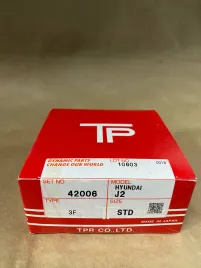 TP
DYNAMIC PARTS
CHANGE OUR WORLD
LOT NO
10603
SET NO
42006
MODEL
HYUNDAI
J2
TYPE
3F
SIZE
STD
MADE IN JAPAN
TPR CO., LTD.